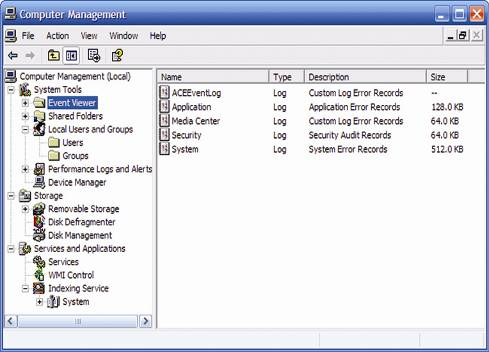 Computer Management
File Action View Window Help
Computer Management (Local)
System Tools
Event Viewer
Shared Folders
Local Users and Groups
Users
Groups
Performance Logs and Alerts
Device Manager
Storage
Removable Storage
Disk Defragmenter
Disk Management
Services and Applications
Services
WMI Control
Indexing Service
System
Name Type Description Size
ACEEventLog Log Custom Log Error Records --
Application Log Application Error Records 128.0 KB
Media Center Log Custom Log Error Records 64.0 KB
Security Log Security Audit Records 64.0 KB
System Log System Error Records 512.0 KB